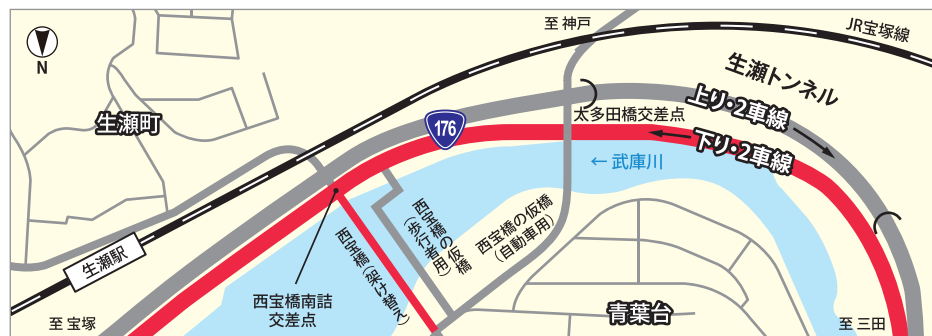 至 神戸
JR宝塚線
N
生瀬トンネル
上り・2車線
太多田橋交差点
176
生瀬町
下り・2車線
← 武庫川
西宝橋の仮橋
(歩行者用)
西宝橋の仮橋
(自動車用)
西宝橋(架け替え)
生瀬駅
西宝橋南詰
交差点
青葉台
至 宝塚
至 三田